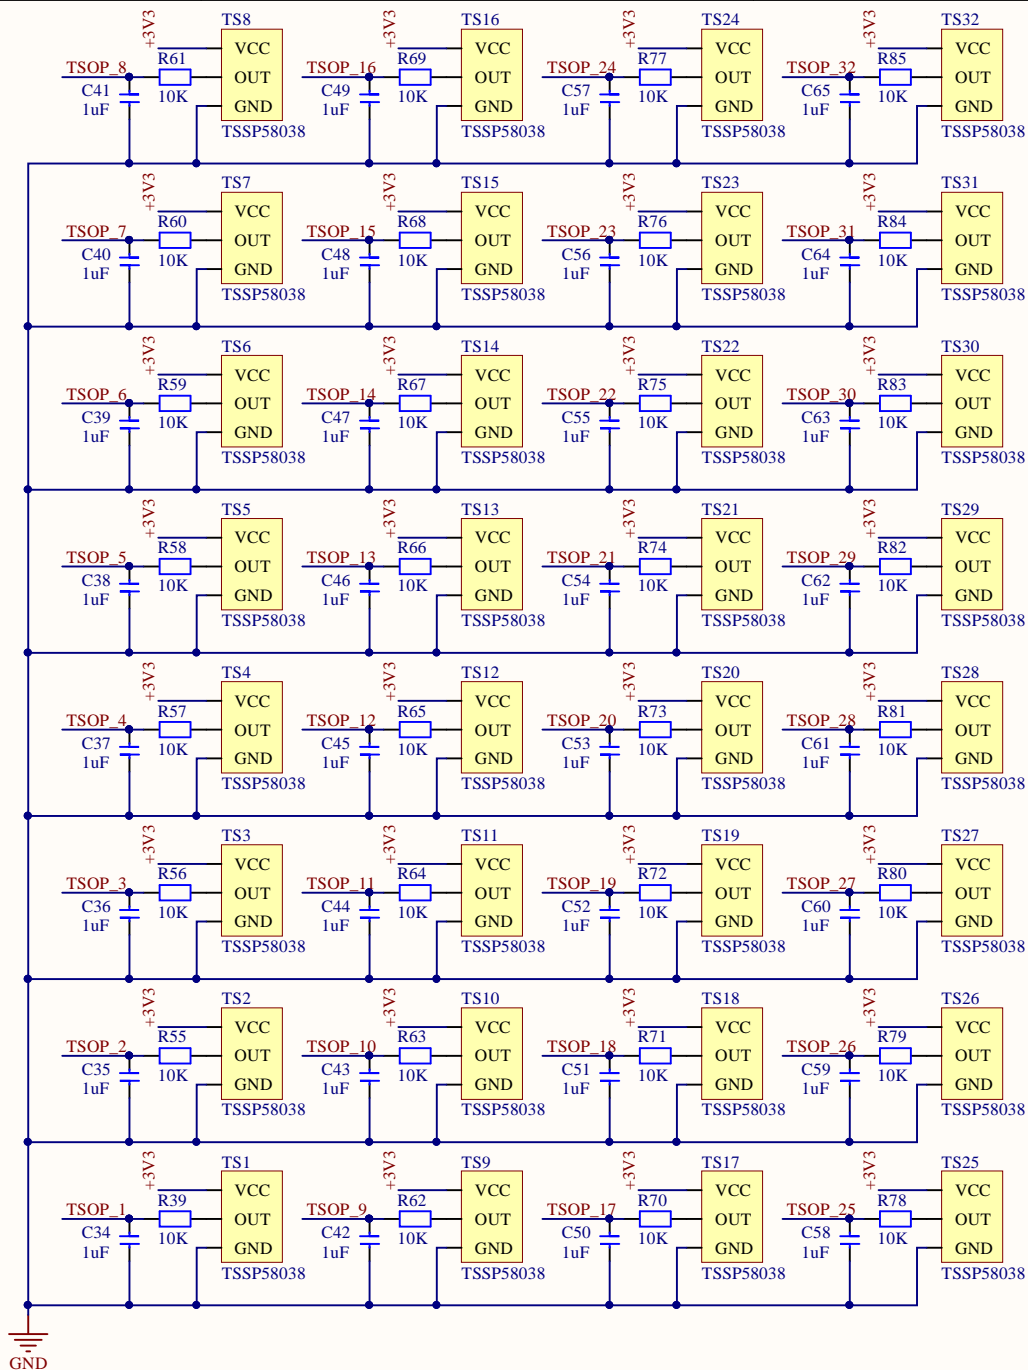 +3V3 TS8 +3V3 TS16 +3V3 TS24 +3V3 TS32
VCC VCC VCC VCC
TSOP_8 R61 OUT TSOP_16 R69 OUT TSOP_24 R77 OUT TSOP_32 R85 OUT
C41 10K C49 10K C57 10K C65 10K
1uF GND 1uF GND 1uF GND 1uF GND
TSSP58038 TSSP58038 TSSP58038 TSSP58038
+3V3 TS7 +3V3 TS15 +3V3 TS23 +3V3 TS31
VCC VCC VCC VCC
TSOP_7 R60 OUT TSOP_15 R68 OUT TSOP_23 R76 OUT TSOP_31 R84 OUT
C40 10K C48 10K C56 10K C64 10K
1uF GND 1uF GND 1uF GND 1uF GND
TSSP58038 TSSP58038 TSSP58038 TSSP58038
+3V3 TS6 +3V3 TS14 +3V3 TS22 +3V3 TS30
VCC VCC VCC VCC
TSOP_6 R59 OUT TSOP_14 R67 OUT TSOP_22 R75 OUT TSOP_30 R83 OUT
C39 10K C47 10K C55 10K C63 10K
1uF GND 1uF GND 1uF GND 1uF GND
TSSP58038 TSSP58038 TSSP58038 TSSP58038
+3V3 TS5 +3V3 TS13 +3V3 TS21 +3V3 TS29
VCC VCC VCC VCC
TSOP_5 R58 OUT TSOP_13 R66 OUT TSOP_21 R74 OUT TSOP_29 R82 OUT
C38 10K C46 10K C54 10K C62 10K
1uF GND 1uF GND 1uF GND 1uF GND
TSSP58038 TSSP58038 TSSP58038 TSSP58038
+3V3 TS4 +3V3 TS12 +3V3 TS20 +3V3 TS28
VCC VCC VCC VCC
TSOP_4 R57 OUT TSOP_12 R65 OUT TSOP_20 R73 OUT TSOP_28 R81 OUT
C37 10K C45 10K C53 10K C61 10K
1uF GND 1uF GND 1uF GND 1uF GND
TSSP58038 TSSP58038 TSSP58038 TSSP58038
+3V3 TS3 +3V3 TS11 +3V3 TS19 +3V3 TS27
VCC VCC VCC VCC
TSOP_3 R56 OUT TSOP_11 R64 OUT TSOP_19 R72 OUT TSOP_27 R80 OUT
C36 10K C44 10K C52 10K C60 10K
1uF GND 1uF GND 1uF GND 1uF GND
TSSP58038 TSSP58038 TSSP58038 TSSP58038
+3V3 TS2 +3V3 TS10 +3V3 TS18 +3V3 TS26
VCC VCC VCC VCC
TSOP_2 R55 OUT TSOP_10 R63 OUT TSOP_18 R71 OUT TSOP_26 R79 OUT
C35 10K C43 10K C51 10K C59 10K
1uF GND 1uF GND 1uF GND 1uF GND
TSSP58038 TSSP58038 TSSP58038 TSSP58038
+3V3 TS1 +3V3 TS9 +3V3 TS17 +3V3 TS25
VCC VCC VCC VCC
TSOP_1 R39 OUT TSOP_9 R62 OUT TSOP_17 R70 OUT TSOP_25 R78 OUT
C34 10K C42 10K C50 10K C58 10K
1uF GND 1uF GND 1uF GND 1uF GND
TSSP58038 TSSP58038 TSSP58038 TSSP58038
GND